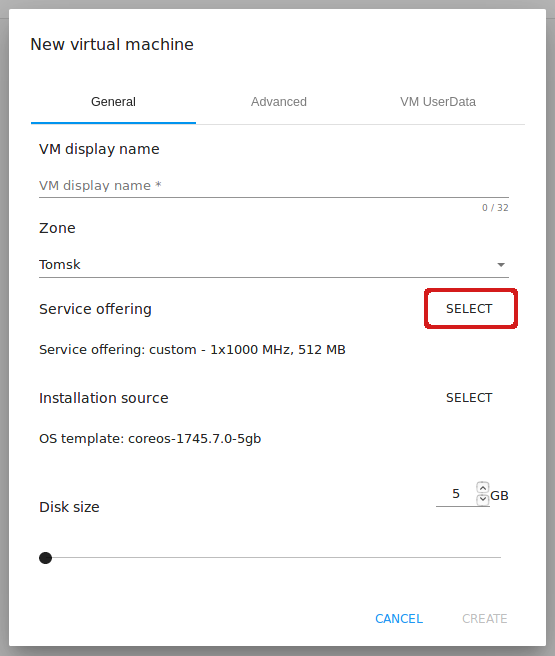 New virtual machine
General Advanced VM UserData
VM display name
VM display name *
0 / 32
Zone
Tomsk
Service offering SELECT
Service offering: custom - 1x1000 MHz, 512 MB
Installation source SELECT
OS template: coreos-1745.7.0-5gb
Disk size 5 GB
CANCEL CREATE